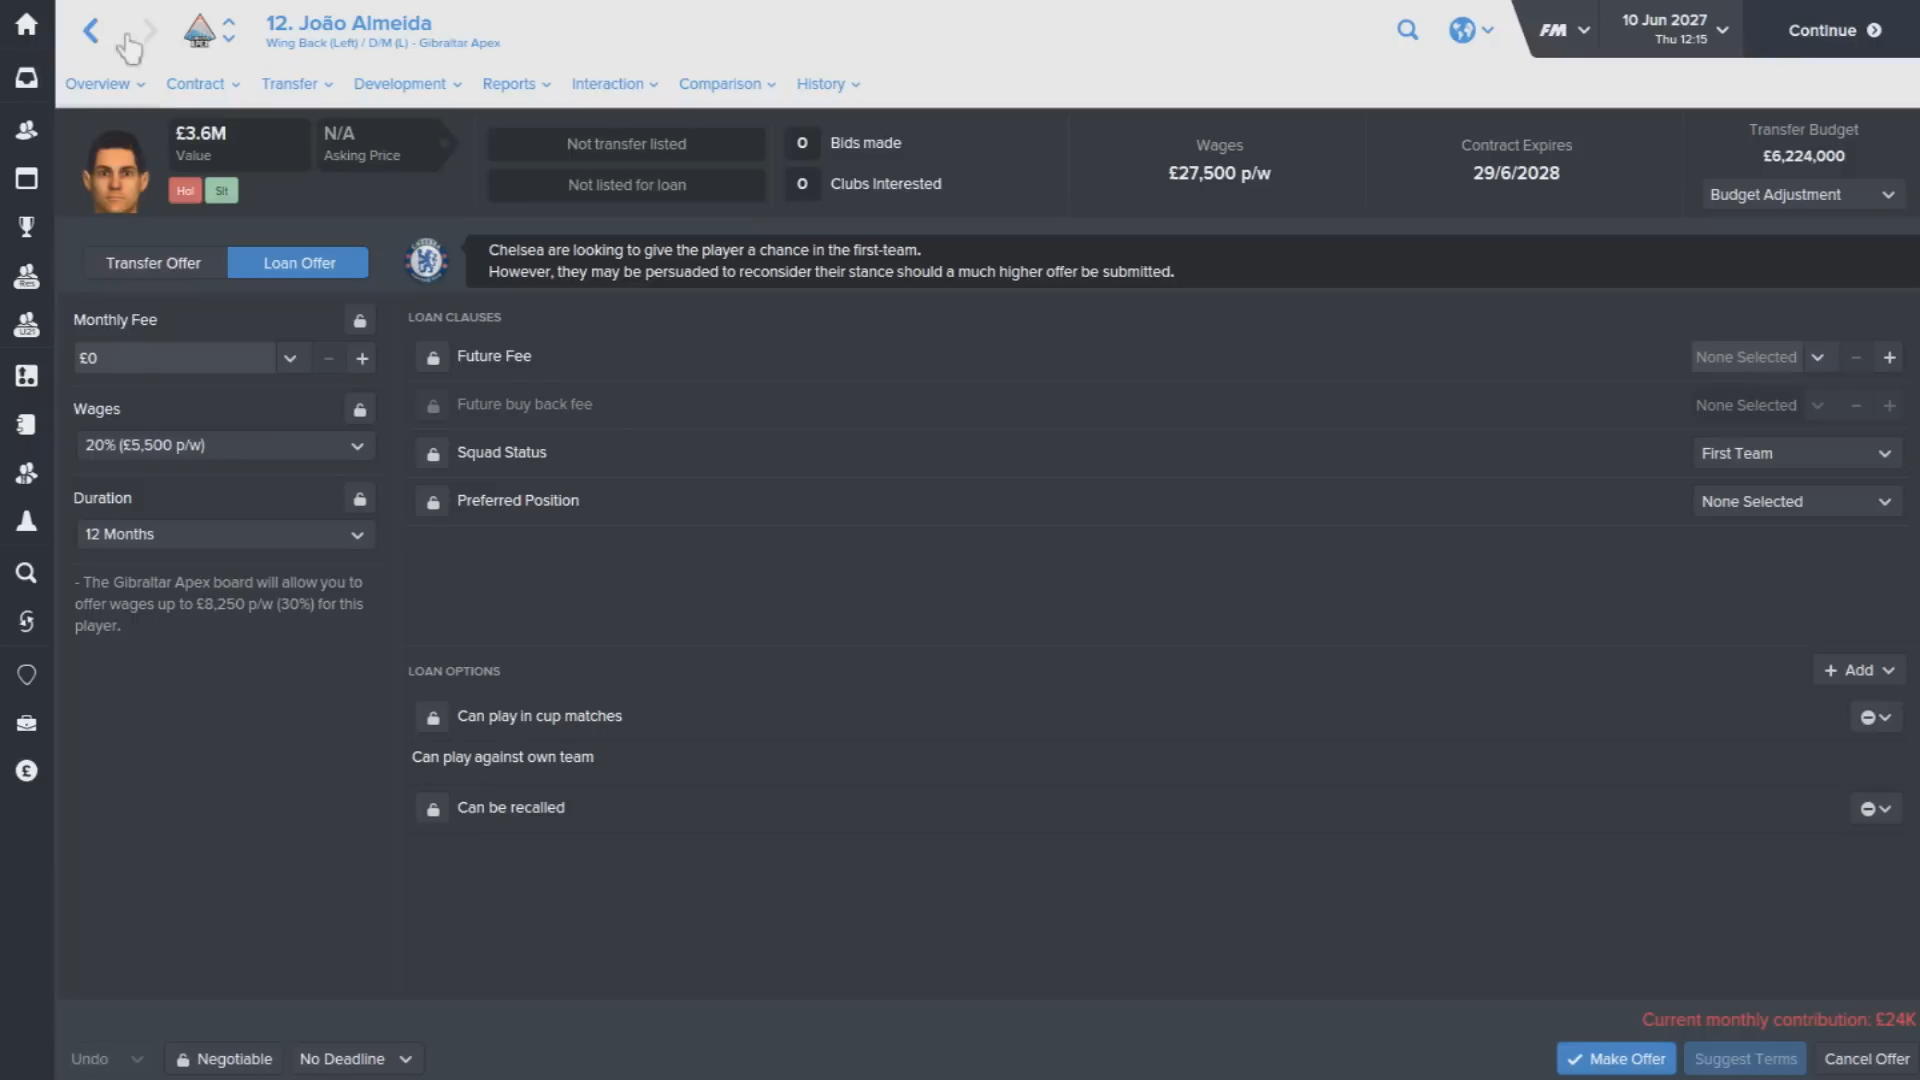 12. João Almeida
Wing Back (Left) / D/M (L) - Gibraltar Apex
FM
10 Jun 2027
Thu 12:15
Continue
Overview
Contract
Transfer
Development
Reports
Interaction
Comparison
History
£3.6M
Value
N/A
Asking Price
Hol
Slt
Not transfer listed
Not listed for loan
0 Bids made
0 Clubs Interested
Wages
£27,500 p/w
Contract Expires
29/6/2028
Transfer Budget
£6,224,000
Budget Adjustment
Transfer Offer
Loan Offer
Chelsea are looking to give the player a chance in the first-team.
However, they may be persuaded to reconsider their stance should a much higher offer be submitted.
Monthly Fee
£0
Wages
20% (£5,500 p/w)
Duration
12 Months
- The Gibraltar Apex board will allow you to
offer wages up to £8,250 p/w (30%) for this
player.
LOAN CLAUSES
Future Fee
None Selected
Future buy back fee
None Selected
Squad Status
First Team
Preferred Position
None Selected
LOAN OPTIONS
+ Add
Can play in cup matches
Can play against own team
Can be recalled
Res
U21
Current monthly contribution: £24K
Undo
Negotiable
No Deadline
Make Offer
Suggest Terms
Cancel Offer